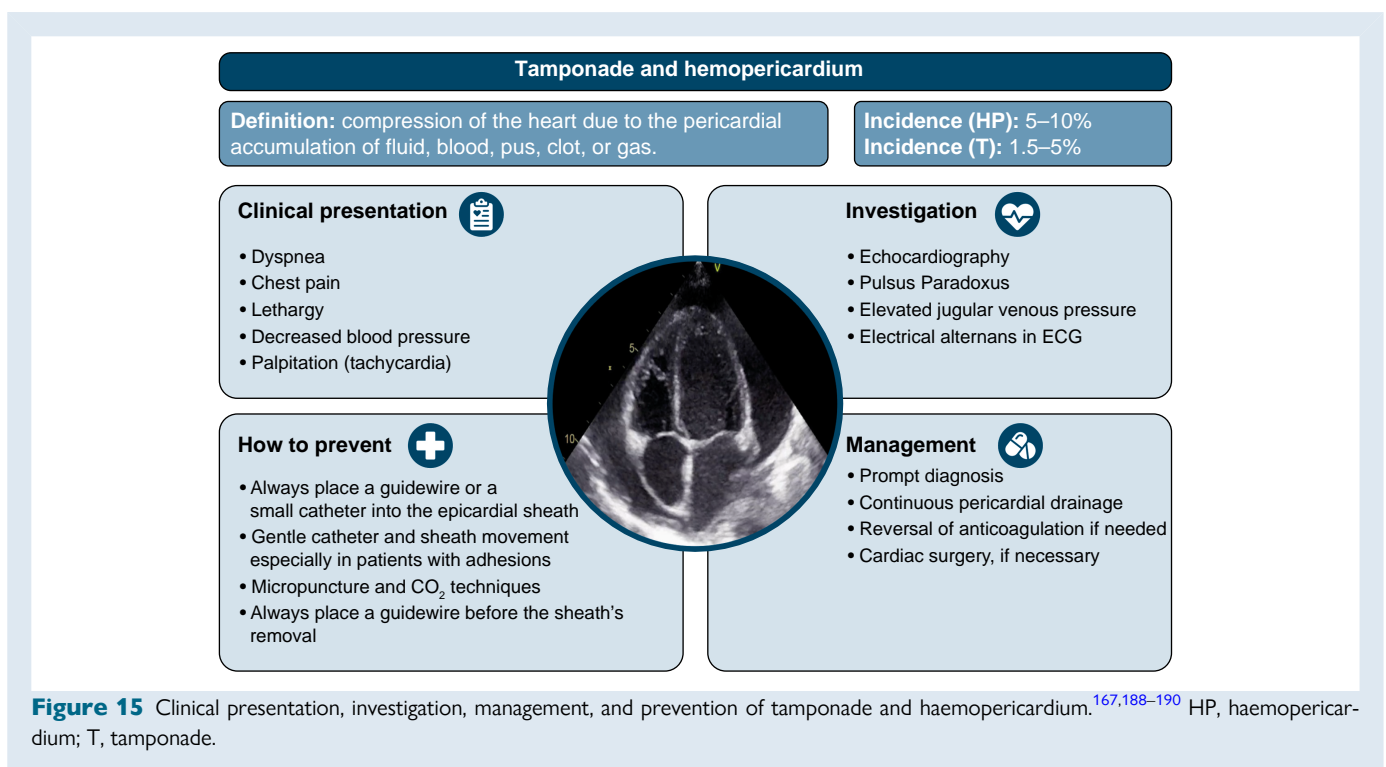 Tamponade and hemopericardium
Definition: compression of the heart due to the pericardial
accumulation of fluid, blood, pus, clot, or gas.
Incidence (HP): 5–10%
Incidence (T): 1.5–5%
Clinical presentation
• Dyspnea
• Chest pain
• Lethargy
• Decreased blood pressure
• Palpitation (tachycardia)
Investigation
• Echocardiography
• Pulsus Paradoxus
• Elevated jugular venous pressure
• Electrical alternans in ECG
V
5
10
How to prevent
• Always place a guidewire or a
small catheter into the epicardial sheath
• Gentle catheter and sheath movement
especially in patients with adhesions
• Micropuncture and CO₂ techniques
• Always place a guidewire before the sheath's
removal
Management
• Prompt diagnosis
• Continuous pericardial drainage
• Reversal of anticoagulation if needed
• Cardiac surgery, if necessary
Figure 15 Clinical presentation, investigation, management, and prevention of tamponade and haemopericardium.167,188–190 HP, haemopericar-
dium; T, tamponade.